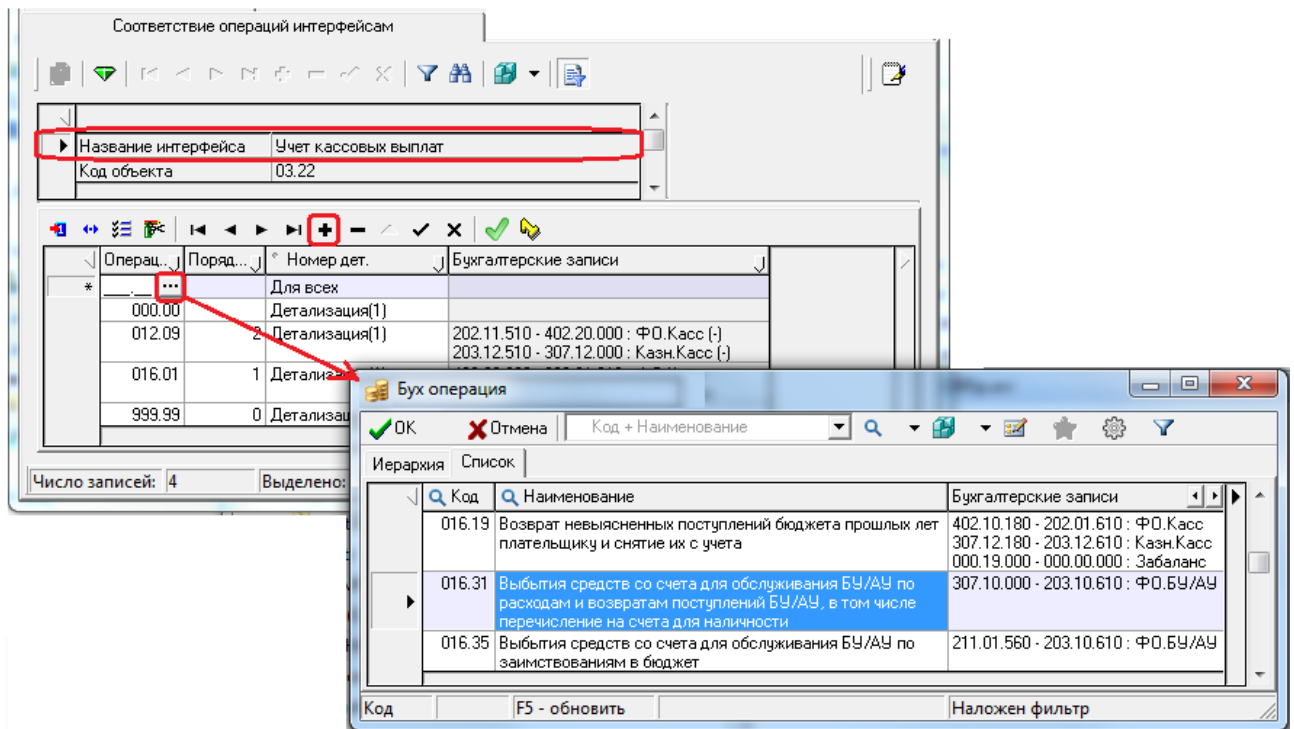 Соответствие операций интерфейсам
Название интерфейса Учет кассовых выплат
Код объекта 03.22
Операц.. Поряд... ° Номер дет. Бухгалтерские записи
* ___.__ ... Для всех
000.00 Детализация(1)
012.09 2 Детализация(1) 202.11.510 - 402.20.000 : ФО.Касс (-)
203.12.510 - 307.12.000 : Казн.Касс (-)
016.01 1
999.99 0
Число записей: 4 Выделено:
Бух операция
OK Отмена Код + Наименование
Иерархия Список
Код Наименование Бухгалтерские записи
016.19 Возврат невыясненных поступлений бюджета прошлых лет 402.10.180 - 202.01.610 : ФО.Касс
плательщику и снятие их с учета 307.12.180 - 203.12.610 : Казн.Касс
000.19.000 - 000.00.000 : Забаланс
016.31 Выбытия средств со счета для обслуживания БУ/АУ по 307.10.000 - 203.10.610 : ФО.БУ/АУ
расходам и возвратам поступлений БУ/АУ, в том числе
перечисление на счета для наличности
016.35 Выбытия средств со счета для обслуживания БУ/АУ по 211.01.560 - 203.10.610 : ФО.БУ/АУ
заимствованиям в бюджет
Код F5 - обновить Наложен фильтр